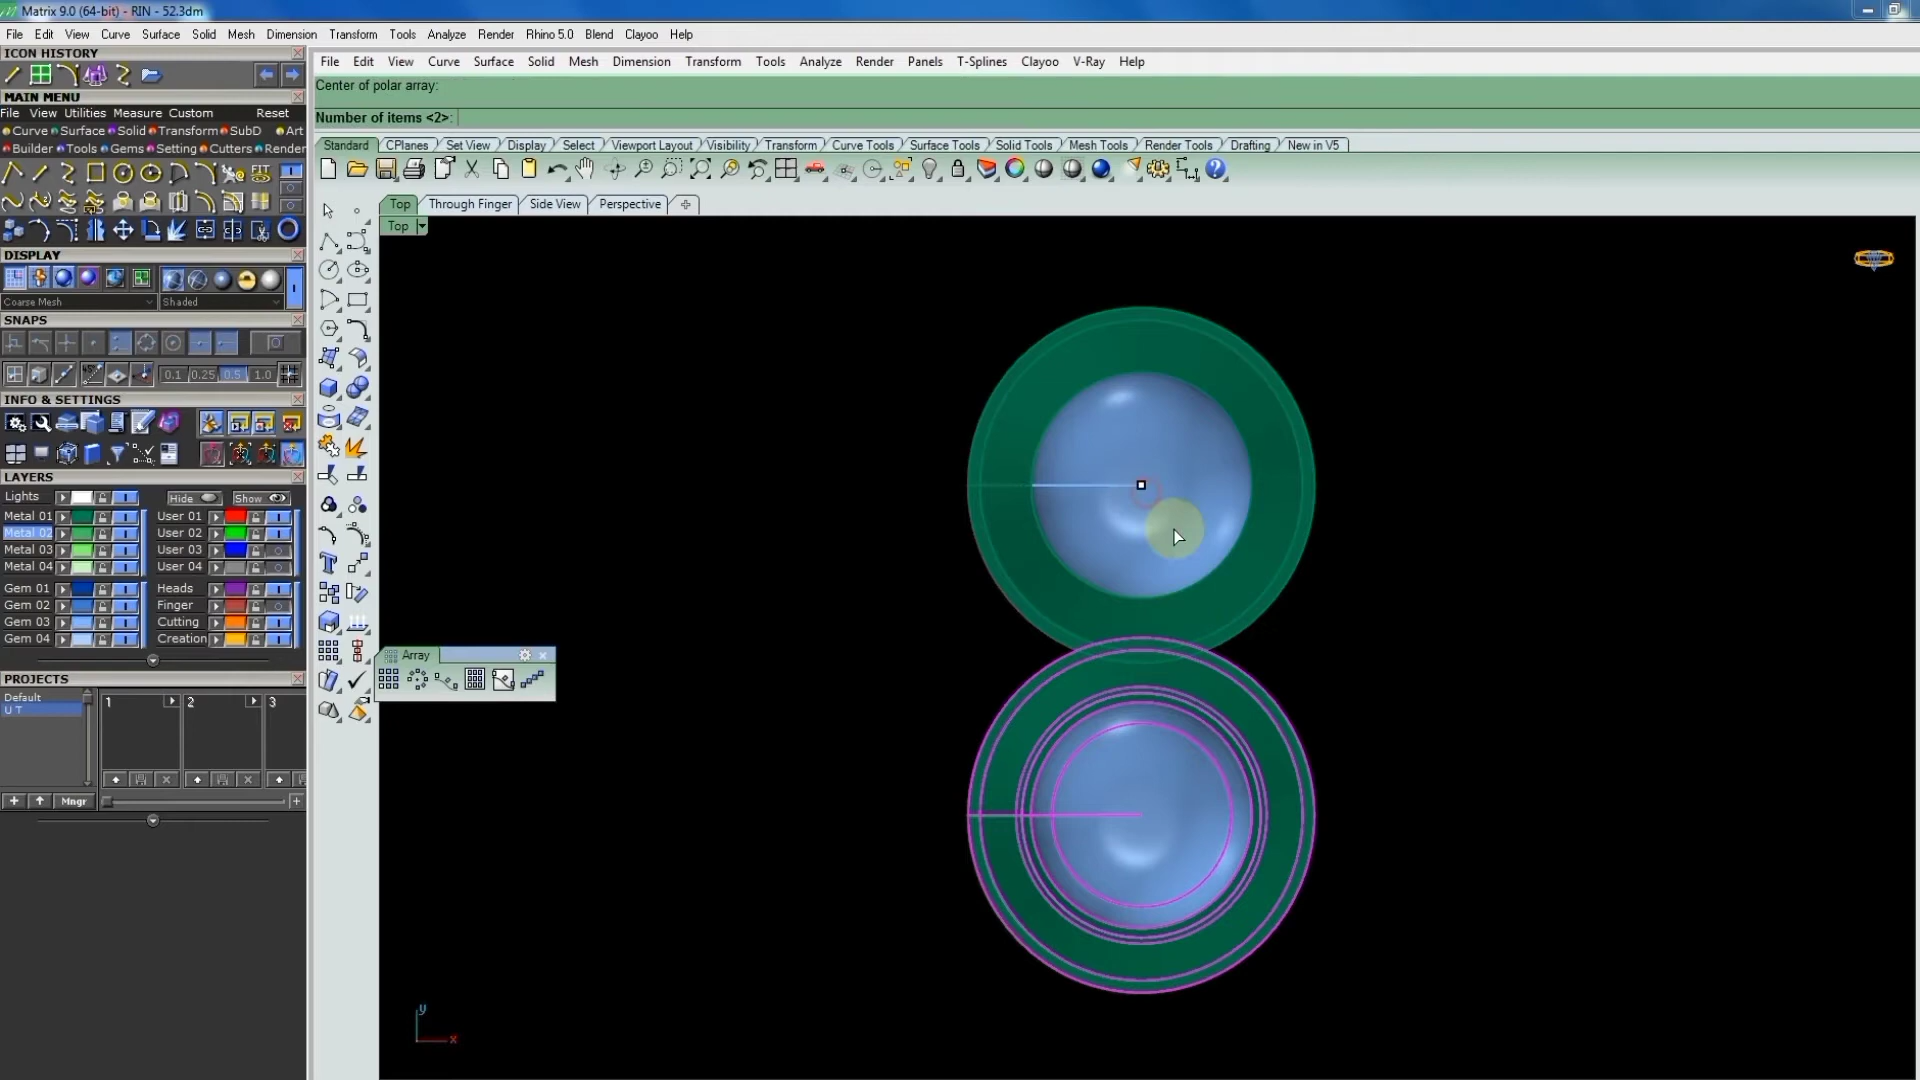 Matrix 9.0 (64-bit) - RIN - 52.3dm
File Edit View Curve Surface Solid Mesh Dimension Transform Tools Analyze Render Rhino 5.0 Blend Clayoo Help
ICON HISTORY
MAIN MENU
File View Utilities Measure Custom Reset
Curve Surface Solid Transform SubD Art
Builder Tools Gems Setting Cutters Render
DISPLAY
Coarse Mesh Shaded
SNAPS
0.1 0.25 0.5 1.0
INFO & SETTINGS
LAYERS
Lights Hide Show
Metal 01 User 01
Metal 02 User 02
Metal 03 User 03
Metal 04 User 04
Gem 01 Heads
Gem 02 Finger
Gem 03 Cutting
Gem 04 Creation
PROJECTS
Default
U T
1 2 3
Mngr
File Edit View Curve Surface Solid Mesh Dimension Transform Tools Analyze Render Panels T-Splines Clayoo V-Ray Help
Center of polar array:
Number of items <2>:
Standard CPlanes Set View Display Select Viewport Layout Visibility Transform Curve Tools Surface Tools Solid Tools Mesh Tools Render Tools Drafting New in V5
Top Through Finger Side View Perspective
Top
Array
y
x